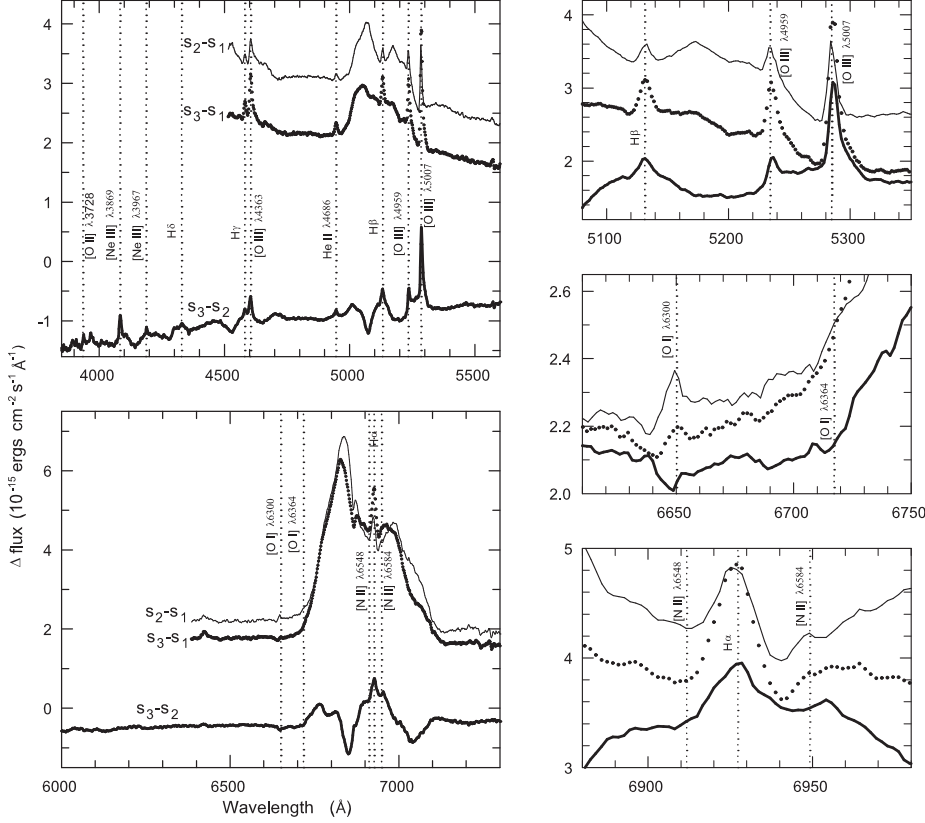 4
3
2
1
0
-1
s₂–s₁
s₃–s₁
s₃–s₂
[O II] λ3728
[Ne III] λ3869
[Ne III] λ3967
Hδ
Hγ
[O III] λ4363
He II λ4686
Hβ
[O III] λ4959
[O III] λ5007
4000
4500
5000
5500
4
3
2
Hβ
[O III] λ4959
[O III] λ5007
5100
5200
5300
2.6
2.4
2.2
2.0
[O I] λ6300
[O I] λ6364
6650
6700
6750
Δ flux (10⁻¹⁵ ergs cm⁻² s⁻¹ Å⁻¹)
6
4
2
0
[O I] λ6300
[O I] λ6364
[N II] λ6548
Hα
[N II] λ6584
s₂–s₁
s₃–s₁
s₃–s₂
6000
6500
7000
Wavelength (Å)
5
4
3
[N II] λ6548
Hα
[N II] λ6584
6900
6950